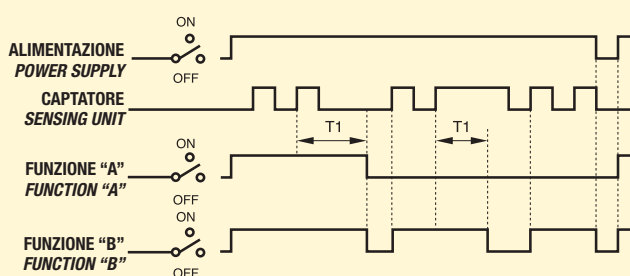 ON
ALIMENTAZIONE
POWER SUPPLY
OFF
CAPTATORE
SENSING UNIT
T1 T1
ON
FUNZIONE “A”
FUNCTION “A”
OFF
ON
FUNZIONE “B”
FUNCTION “B”
OFF